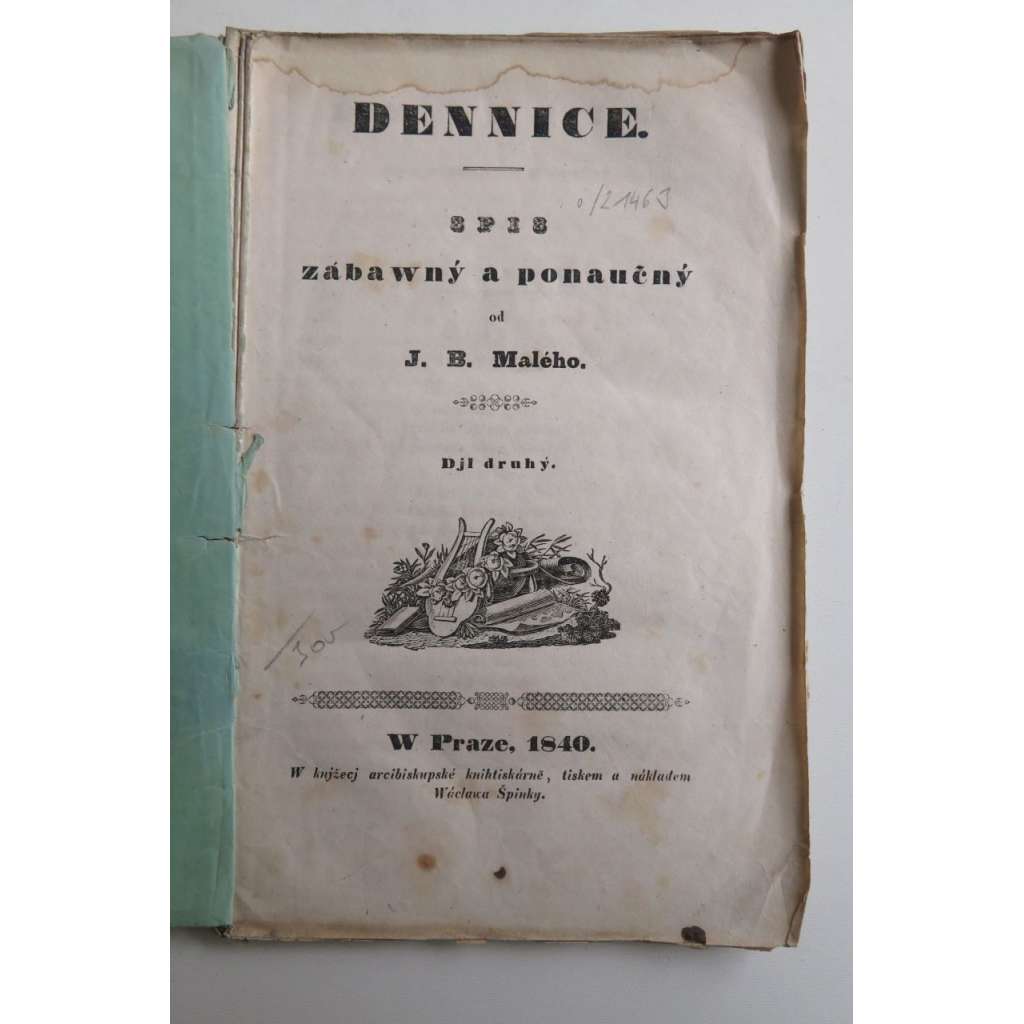 DENNICE.
SPIS
zábawný a ponaučný
od
J. B. Malého.
Djl druhý.
W Praze, 1840.
W knjžecj arcibiskupské knihtiskárně, tiskem a nákladem
Wáclawa Špinky.